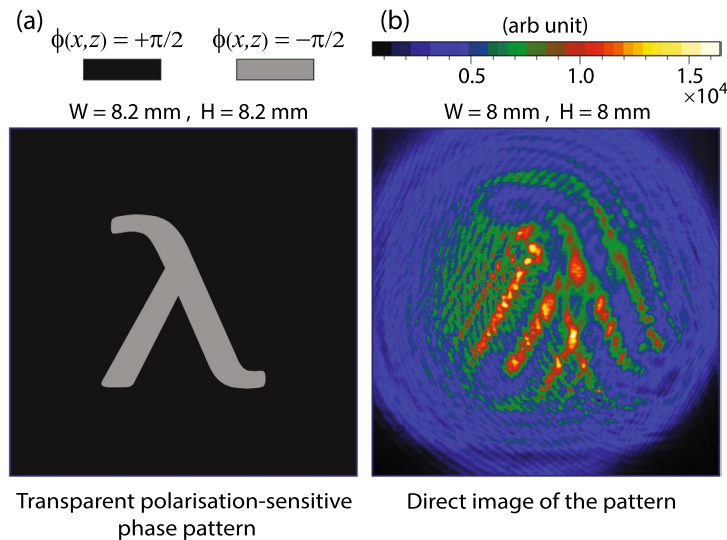 (a)
ϕ(x,z) = +π/2 ϕ(x,z) = −π/2
W = 8.2 mm , H = 8.2 mm
λ
Transparent polarisation-sensitive
phase pattern
(b)
(arb unit)
0.5 1.0 1.5
×10⁴
W = 8 mm , H = 8 mm
Direct image of the pattern